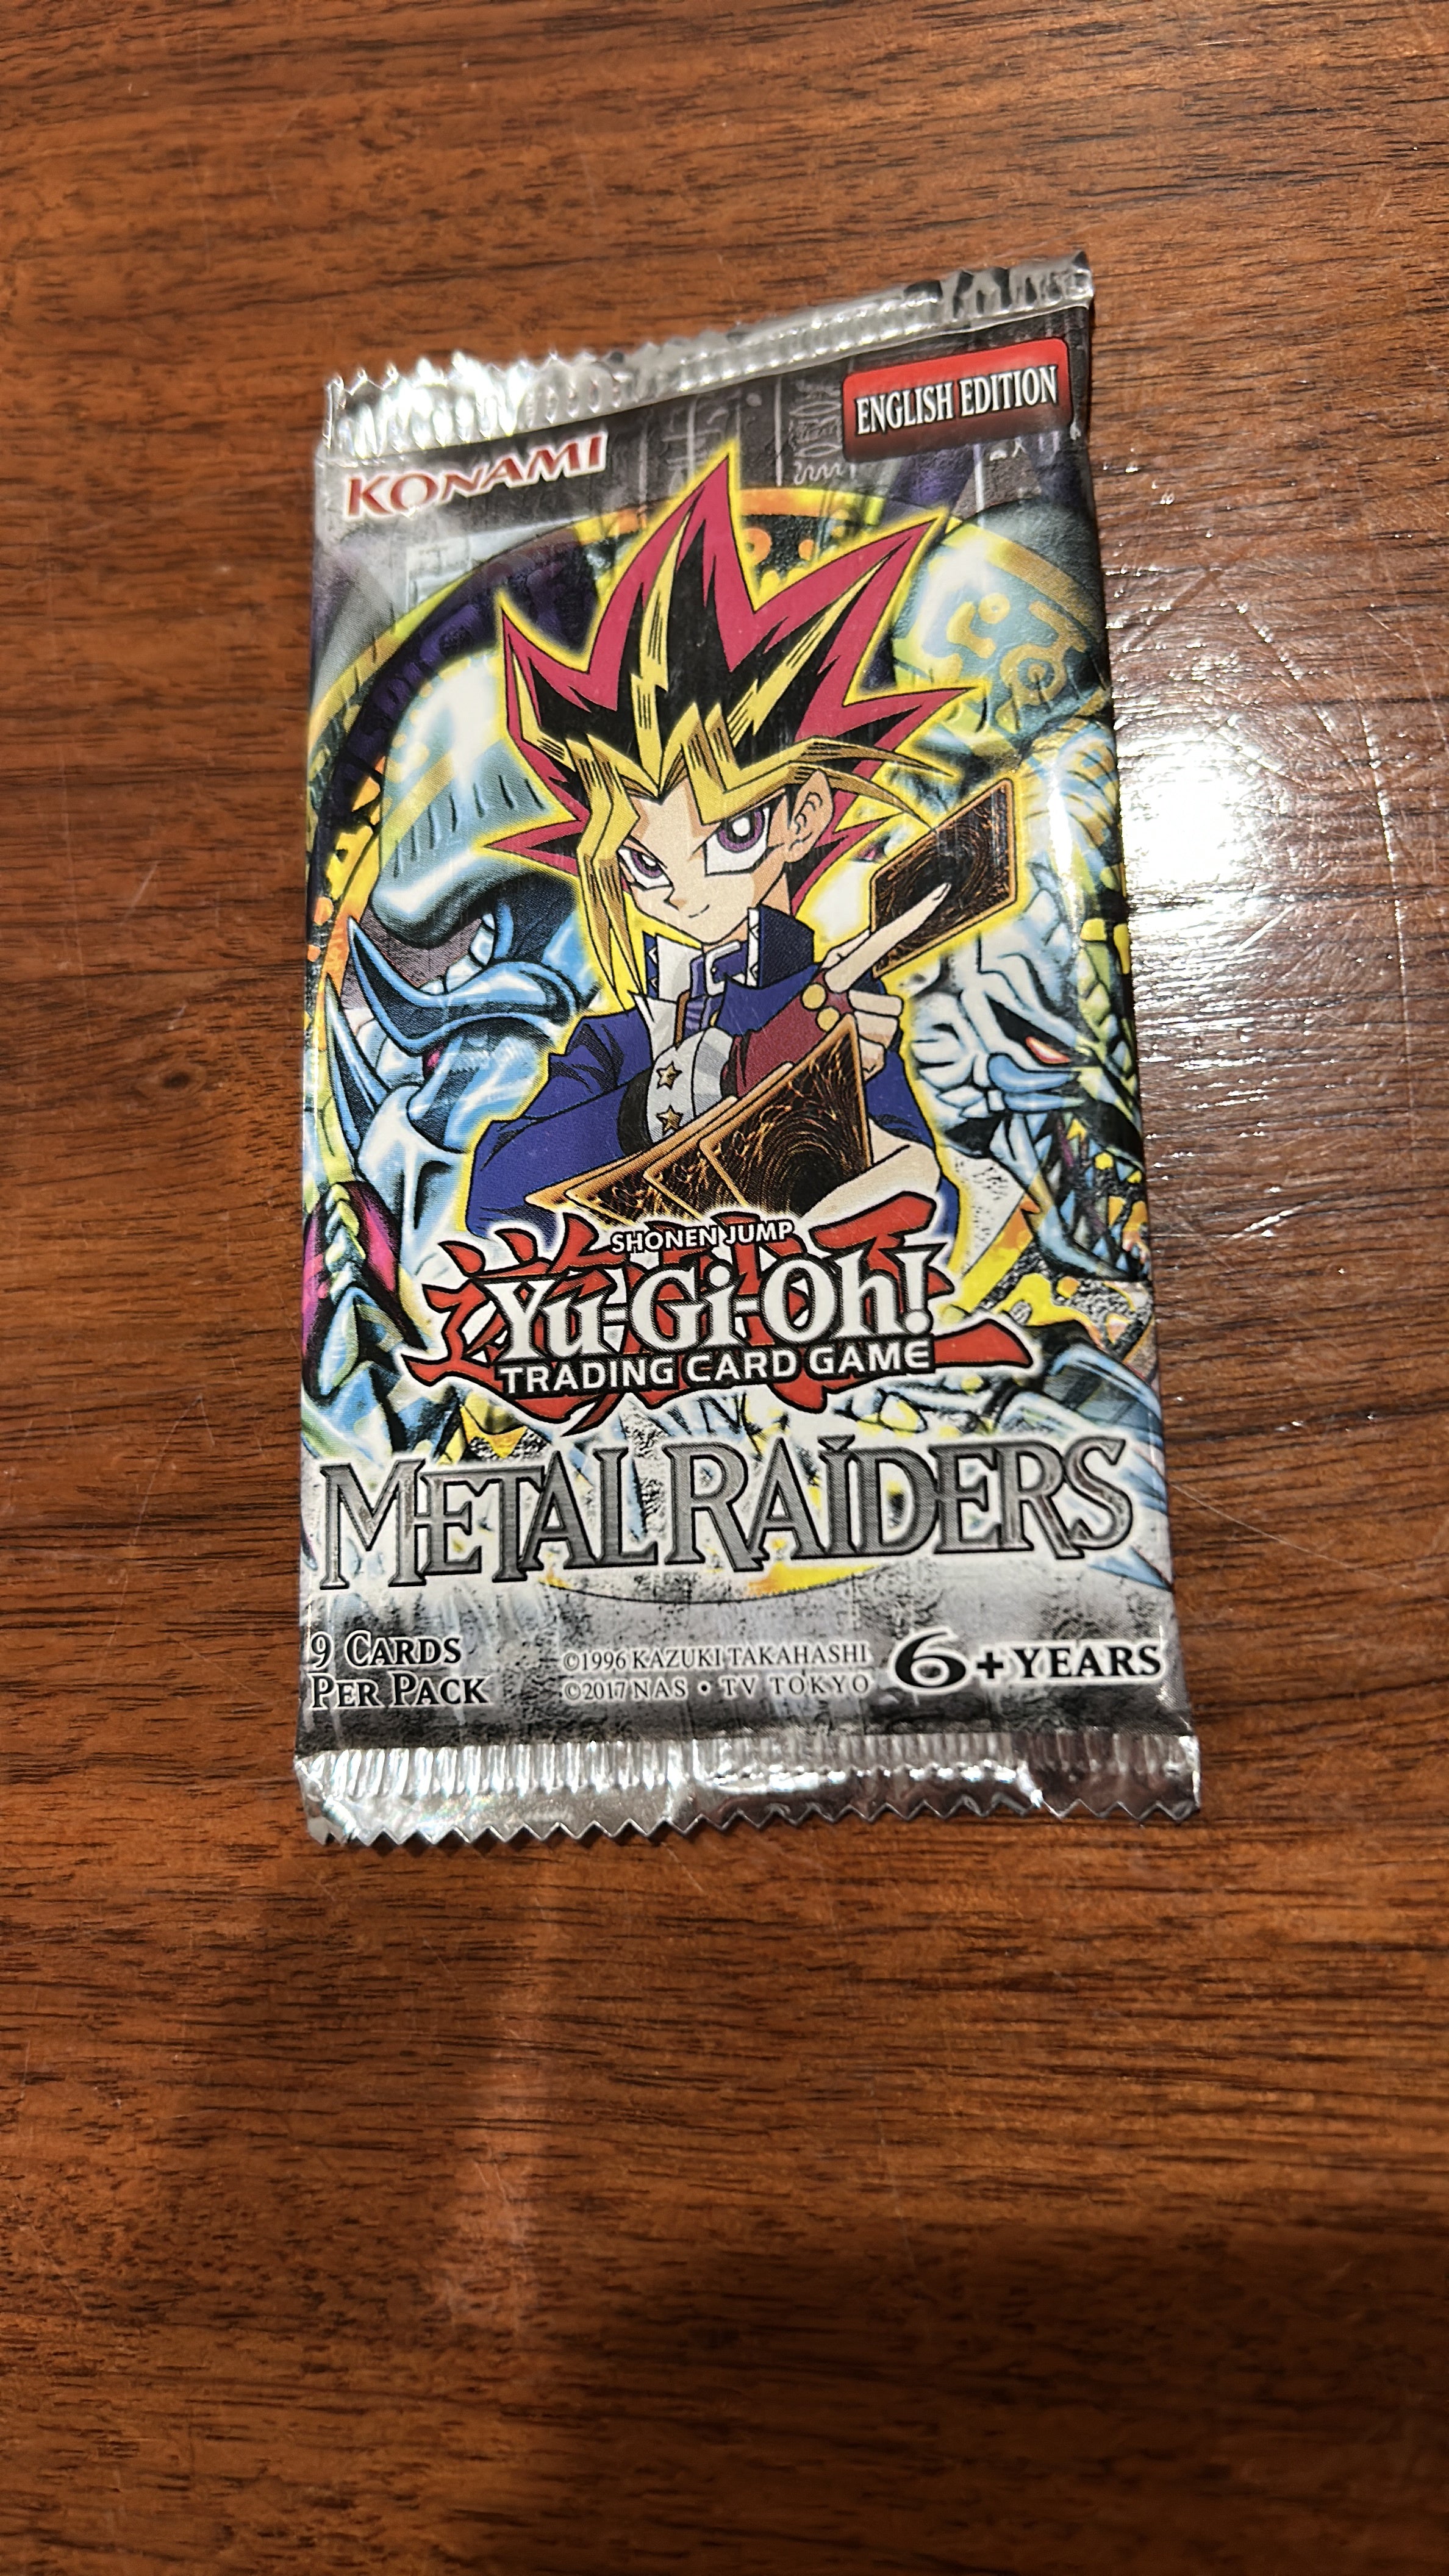 KONAMI
ENGLISH EDITION
SHONEN JUMP
Yu-Gi-Oh!
TRADING CARD GAME
METAL RAIDERS
9 CARDS
PER PACK
©1996 KAZUKI TAKAHASHI
©2017 NAS • TV TOKYO
6+YEARS